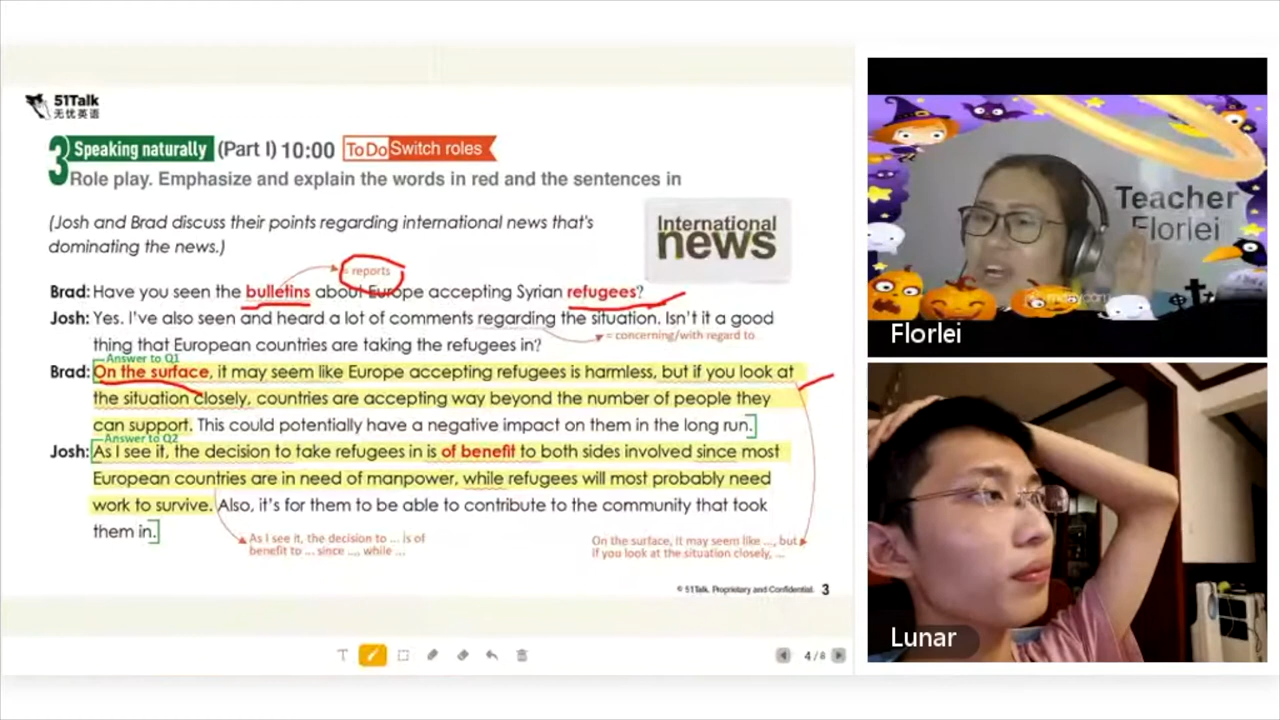 51Talk
无忧英语
3 Speaking naturally (Part I) 10:00 To Do Switch roles
Role play. Emphasize and explain the words in red and the sentences in
(Josh and Brad discuss their points regarding international news that's
dominating the news.)
International
news
= reports
Brad: Have you seen the bulletins about Europe accepting Syrian refugees?
Josh: Yes. I've also seen and heard a lot of comments regarding the situation. Isn't it a good
= concerning/with regard to
thing that European countries are taking the refugees in?
Answer to Q1
Brad: On the surface, it may seem like Europe accepting refugees is harmless, but if you look at
the situation closely, countries are accepting way beyond the number of people they
can support. This could potentially have a negative impact on them in the long run.
Answer to Q2
Josh: As I see it, the decision to take refugees in is of benefit to both sides involved since most
European countries are in need of manpower, while refugees will most probably need
work to survive. Also, it's for them to be able to contribute to the community that took
them in.
As I see it, the decision to ... is of
benefit to ... since ..., while ...
On the surface, it may seem like ..., but
if you look at the situation closely, ...
© 51Talk. Proprietary and Confidential. 3
T
4 / 8
Teacher
Florlei
Florlei
Lunar